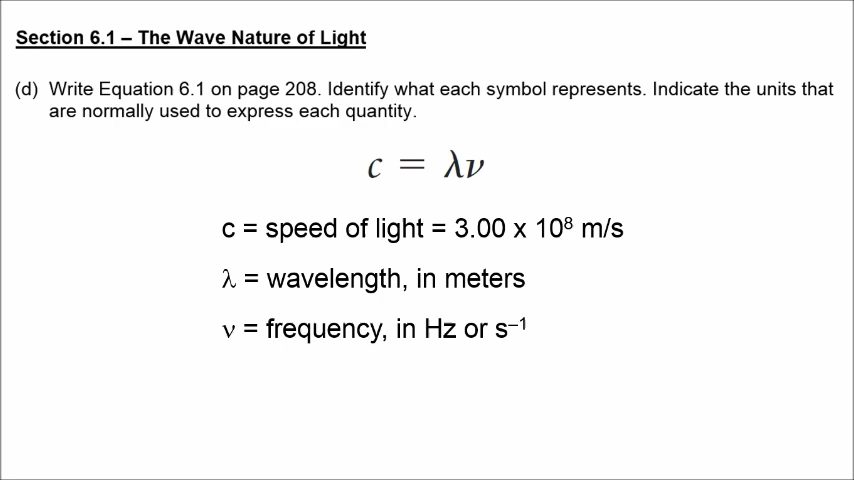 Section 6.1 – The Wave Nature of Light
(d) Write Equation 6.1 on page 208. Identify what each symbol represents. Indicate the units that
are normally used to express each quantity.
c = λν
c = speed of light = 3.00 x 10⁸ m/s
λ = wavelength, in meters
ν = frequency, in Hz or s⁻¹